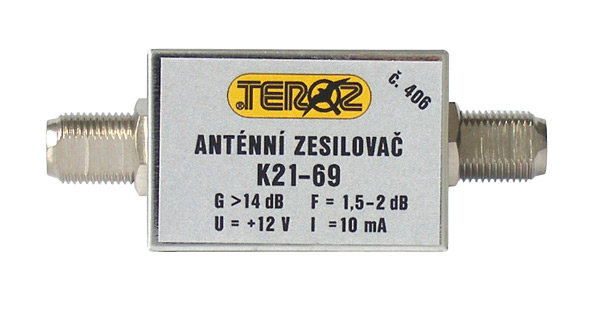 ®TEROZ
č. 406
ANTÉNNÍ ZESILOVAČ
K21-69
G >14 dB F = 1,5-2 dB
U = +12 V I =10 mA